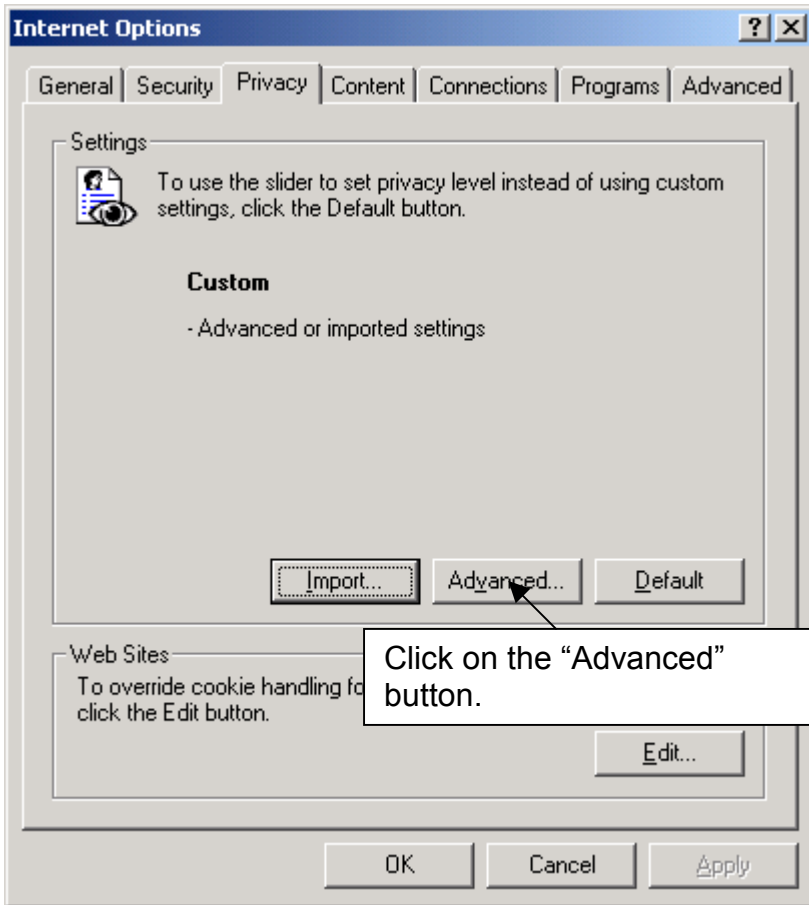 Internet Options
General Security Privacy Content Connections Programs Advanced
Settings
To use the slider to set privacy level instead of using custom
settings, click the Default button.
Custom
- Advanced or imported settings
Import... Advanced... Default
Web Sites
To override cookie handling
click the Edit button.
Click on the “Advanced”
button.
Edit...
OK Cancel Apply